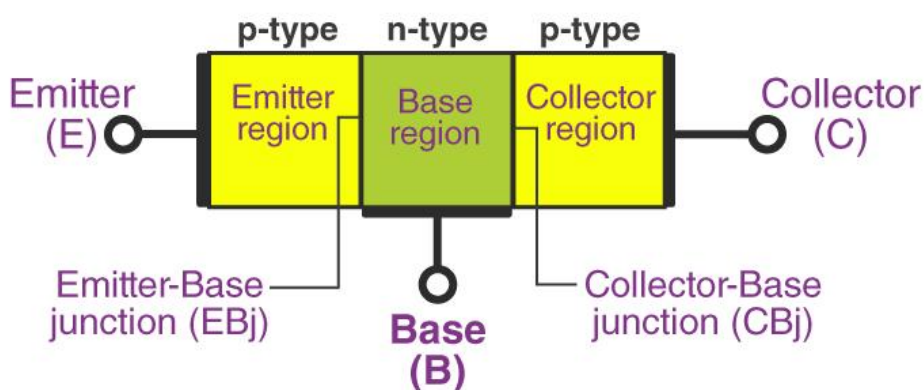 p-type n-type p-type
Emitter
(E)
Emitter
region
Base
region
Collector
region
Collector
(C)
Emitter-Base
junction (EBj)
Base
(B)
Collector-Base
junction (CBj)